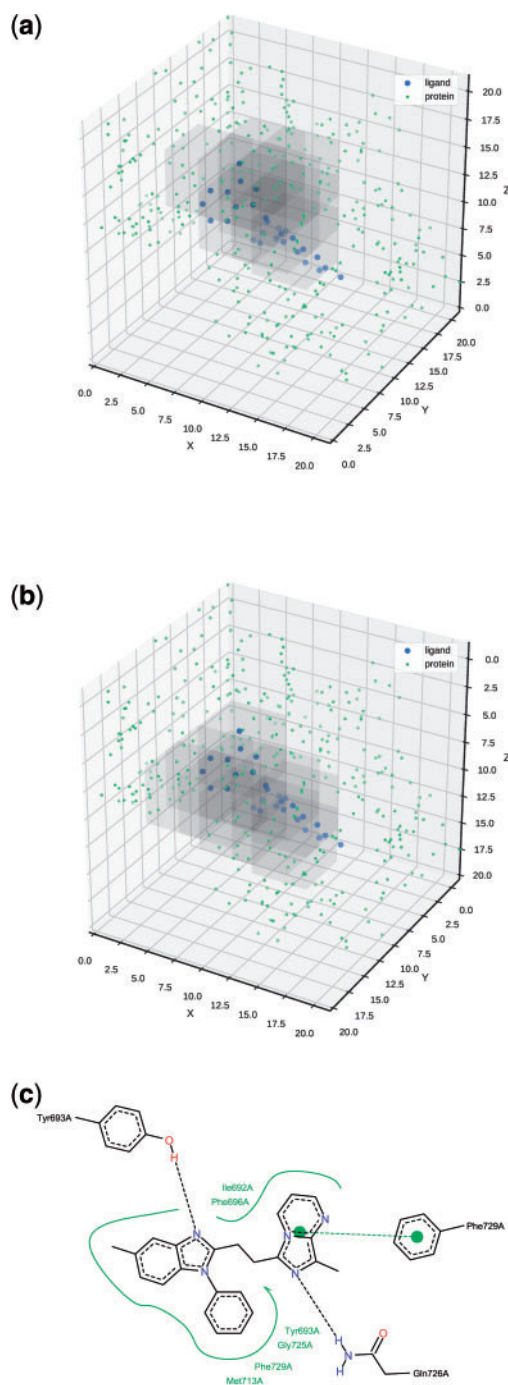 (a)
ligand
protein
20.0
17.5
15.0
12.5
Z
10.0
7.5
5.0
2.5
0.0
20.0
17.5
15.0
12.5
10.0
Y
7.5
5.0
2.5
0.0
0.0
2.5
5.0
7.5
10.0
X
12.5
15.0
17.5
20.0
(b)
ligand
protein
0.0
2.5
5.0
7.5
Z
10.0
12.5
15.0
17.5
20.0
0.0
2.5
5.0
7.5
10.0
Y
12.5
15.0
17.5
20.0
0.0
2.5
5.0
7.5
10.0
X
12.5
15.0
17.5
20.0
(c)
Tyr693A
O
H
Ile692A
Phe696A
N
N
N
Phe729A
N
N
Tyr693A
Gly725A
H
O
Phe729A
N
H
Met713A
Gln726A